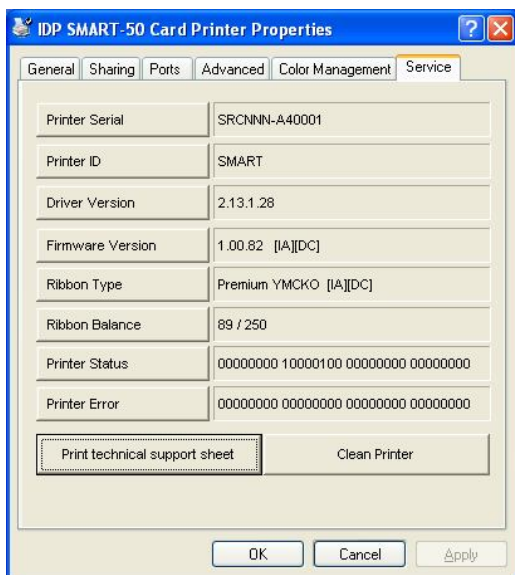 IDP SMART-50 Card Printer Properties
General Sharing Ports Advanced Color Management Service
Printer Serial SRCNNN-A40001
Printer ID SMART
Driver Version 2.13.1.28
Firmware Version 1.00.82 [IA][DC]
Ribbon Type Premium YMCKO [IA][DC]
Ribbon Balance 89 / 250
Printer Status 00000000 10000100 00000000 00000000
Printer Error 00000000 00000000 00000000 00000000
Print technical support sheet Clean Printer
OK Cancel Apply